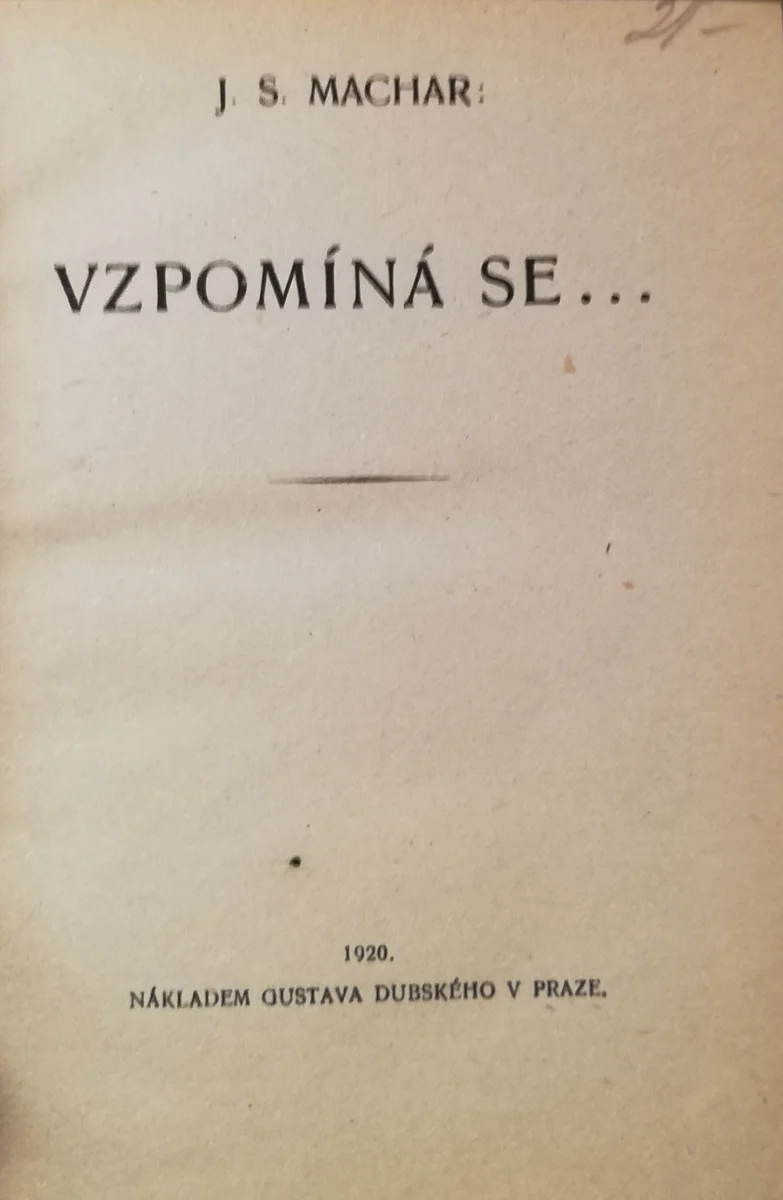 J. S. MACHAR:
VZPOMÍNÁ SE...
1920.
NÁKLADEM GUSTAVA DUBSKÉHO V PRAZE.